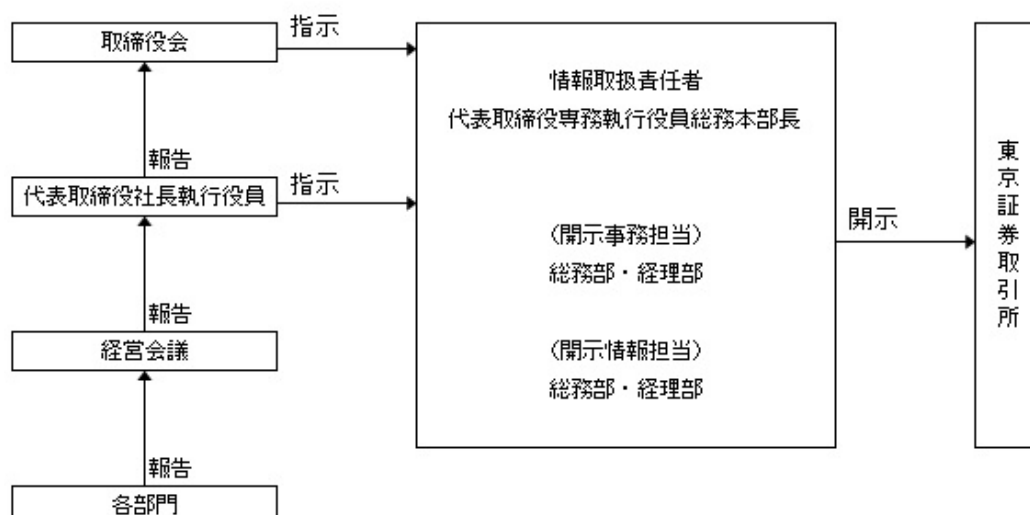 取締役会
指示
情報取扱責任者
代表取締役専務執行役員総務本部長
報告
代表取締役社長執行役員
指示
(開示事務担当)
総務部・経理部
開示
東京証券取引所
報告
経営会議
(開示情報担当)
総務部・経理部
報告
各部門